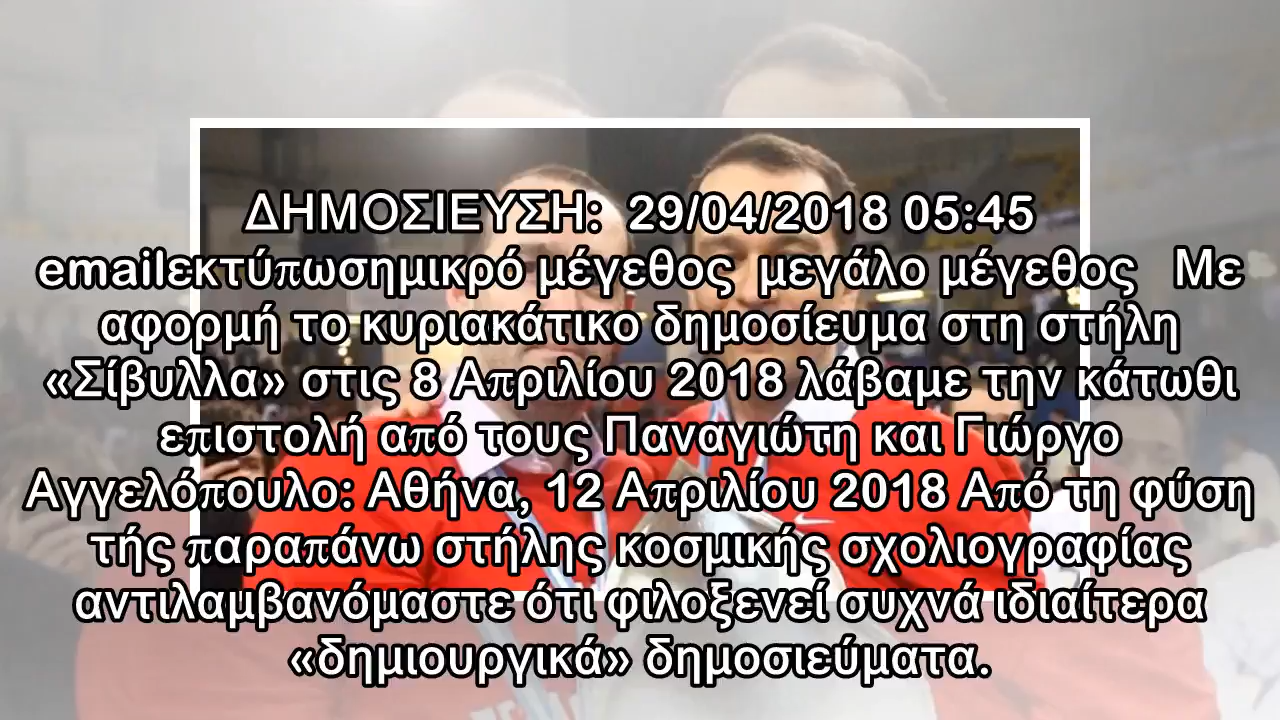 ΔΗΜΟΣΙΕΥΣΗ:  29/04/2018 05:45
emailεκτύπωσημικρό μέγεθος  μεγάλο μέγεθος   Με
αφορμή το κυριακάτικο δημοσίευμα στη στήλη
«Σίβυλλα» στις 8 Απριλίου 2018 λάβαμε την κάτωθι
επιστολή από τους Παναγιώτη και Γιώργο
Αγγελόπουλο: Αθήνα, 12 Απριλίου 2018 Από τη φύση
τής παραπάνω στήλης κοσμικής σχολιογραφίας
αντιλαμβανόμαστε ότι φιλοξενεί συχνά ιδιαίτερα
«δημιουργικά» δημοσιεύματα.